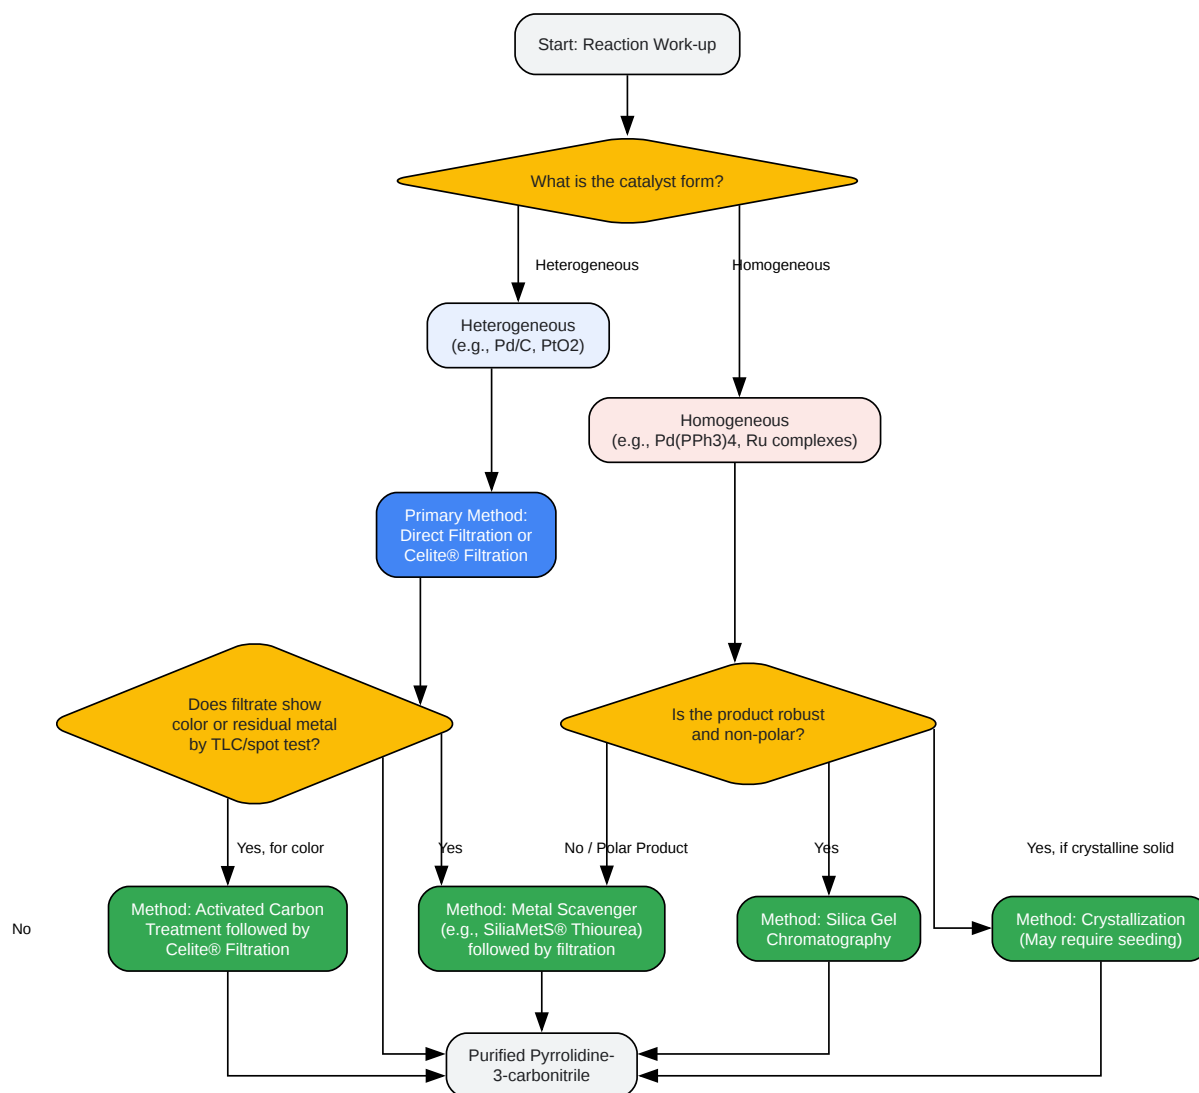 Start: Reaction Work-up
What is the catalyst form?
Heterogeneous
Homogeneous
Heterogeneous
(e.g., Pd/C, PtO2)
Homogeneous
(e.g., Pd(PPh3)4, Ru complexes)
Primary Method:
Direct Filtration or
Celite® Filtration
Does filtrate show
color or residual metal
by TLC/spot test?
Is the product robust
and non-polar?
Yes, for color
Yes
No / Polar Product
Yes
Yes, if crystalline solid
No
Method: Activated Carbon
Treatment followed by
Celite® Filtration
Method: Metal Scavenger
(e.g., SiliaMetS® Thiourea)
followed by filtration
Method: Silica Gel
Chromatography
Method: Crystallization
(May require seeding)
Purified Pyrrolidine-
3-carbonitrile